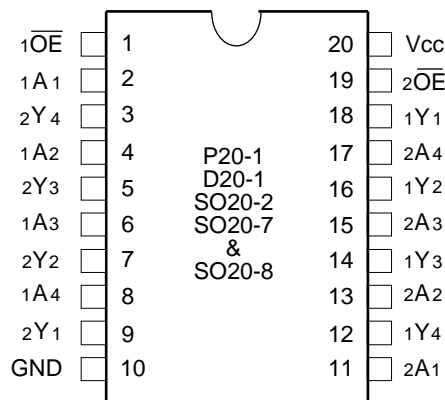 1O̅E̅ 1 20 Vcc
1A1 2 19 2O̅E̅
2Y4 3 18 1Y1
1A2 4 17 2A4
2Y3 5 16 1Y2
1A3 6 15 2A3
2Y2 7 14 1Y3
1A4 8 13 2A2
2Y1 9 12 1Y4
GND 10 11 2A1
P20-1
D20-1
SO20-2
SO20-7
&
SO20-8